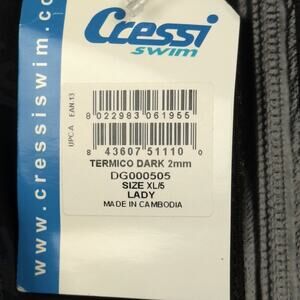 Cressi
swim
www.cressiswim.c
EAN.13
8 022983 061955
UPC.A
8 43607 51110 0
TERMICO DARK 2mm
DG000505
SIZE XL/5
LADY
MADE IN CAMBODIA